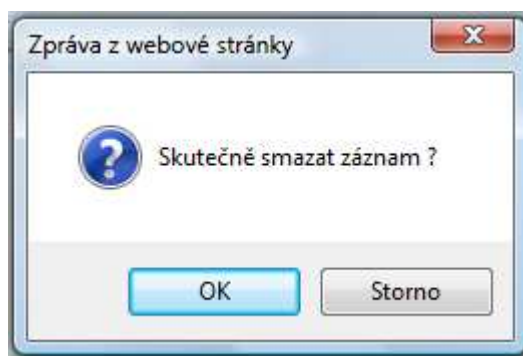 Zpráva z webové stránky
Skutečně smazat záznam ?
OK
Storno